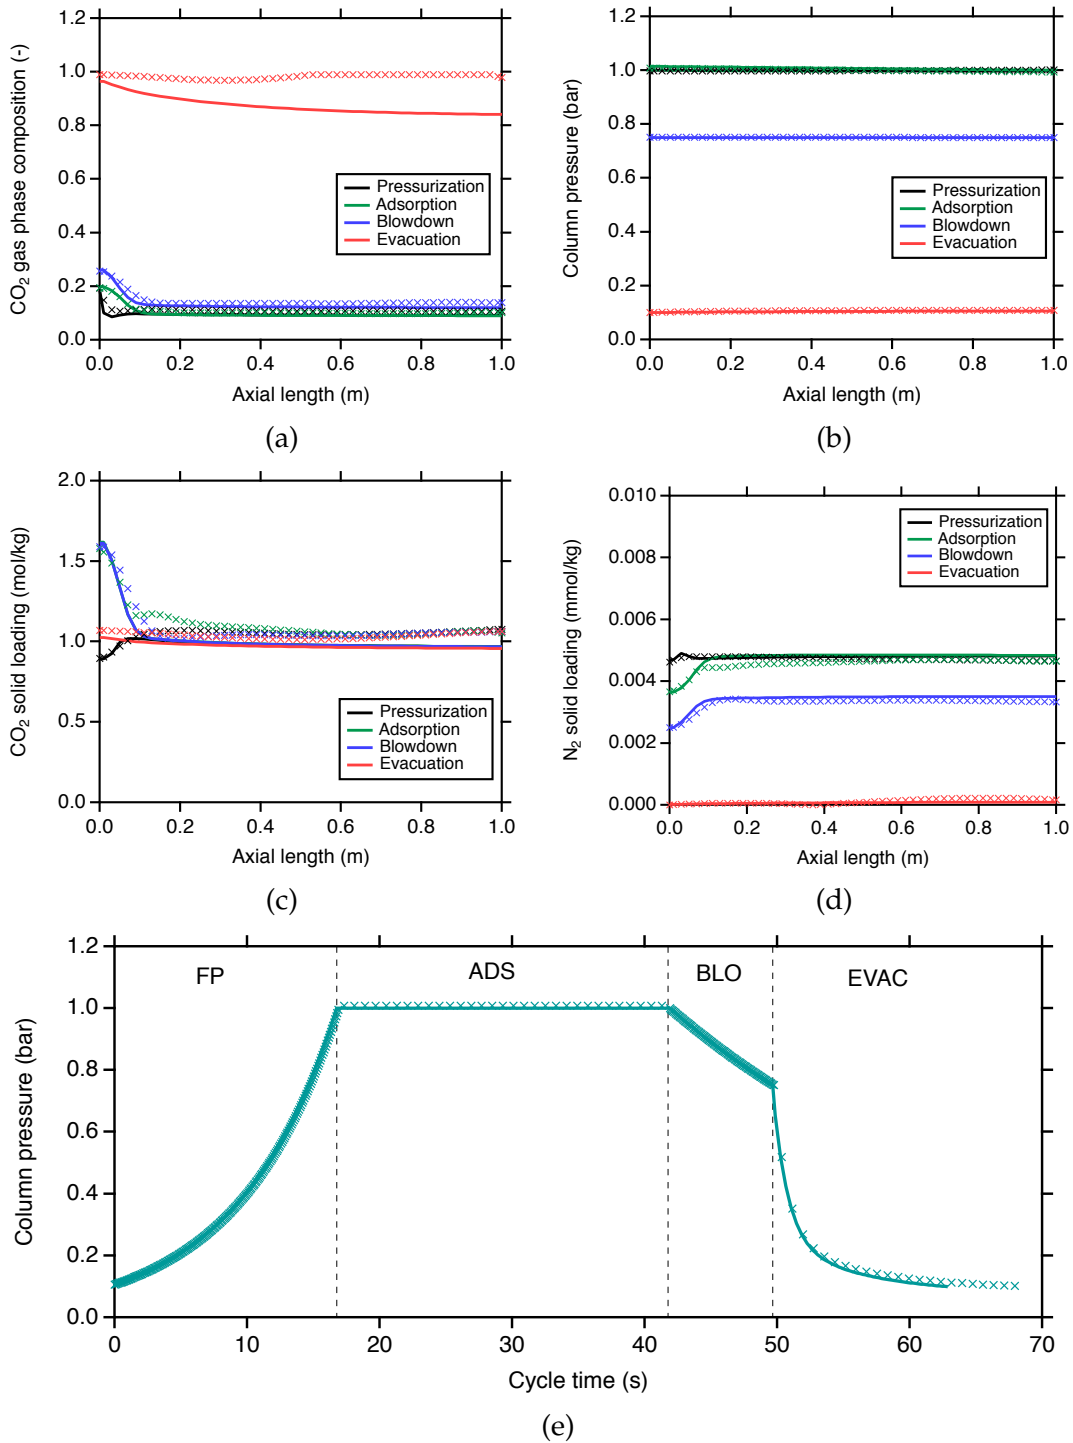 1.2
1.0
0.8
0.6
0.4
0.2
0.0
CO2 gas phase composition (-)
Pressurization
Adsorption
Blowdown
Evacuation
0.0 0.2 0.4 0.6 0.8 1.0
Axial length (m)
(a)
1.2
1.0
0.8
0.6
0.4
0.2
0.0
Column pressure (bar)
Pressurization
Adsorption
Blowdown
Evacuation
0.0 0.2 0.4 0.6 0.8 1.0
Axial length (m)
(b)
2.0
1.5
1.0
0.5
0.0
CO2 solid loading (mol/kg)
Pressurization
Adsorption
Blowdown
Evacuation
0.0 0.2 0.4 0.6 0.8 1.0
Axial length (m)
(c)
0.010
0.008
0.006
0.004
0.002
0.000
N2 solid loading (mmol/kg)
Pressurization
Adsorption
Blowdown
Evacuation
0.0 0.2 0.4 0.6 0.8 1.0
Axial length (m)
(d)
1.2
1.0
0.8
0.6
0.4
0.2
0.0
Column pressure (bar)
FP ADS BLO EVAC
0 10 20 30 40 50 60 70
Cycle time (s)
(e)